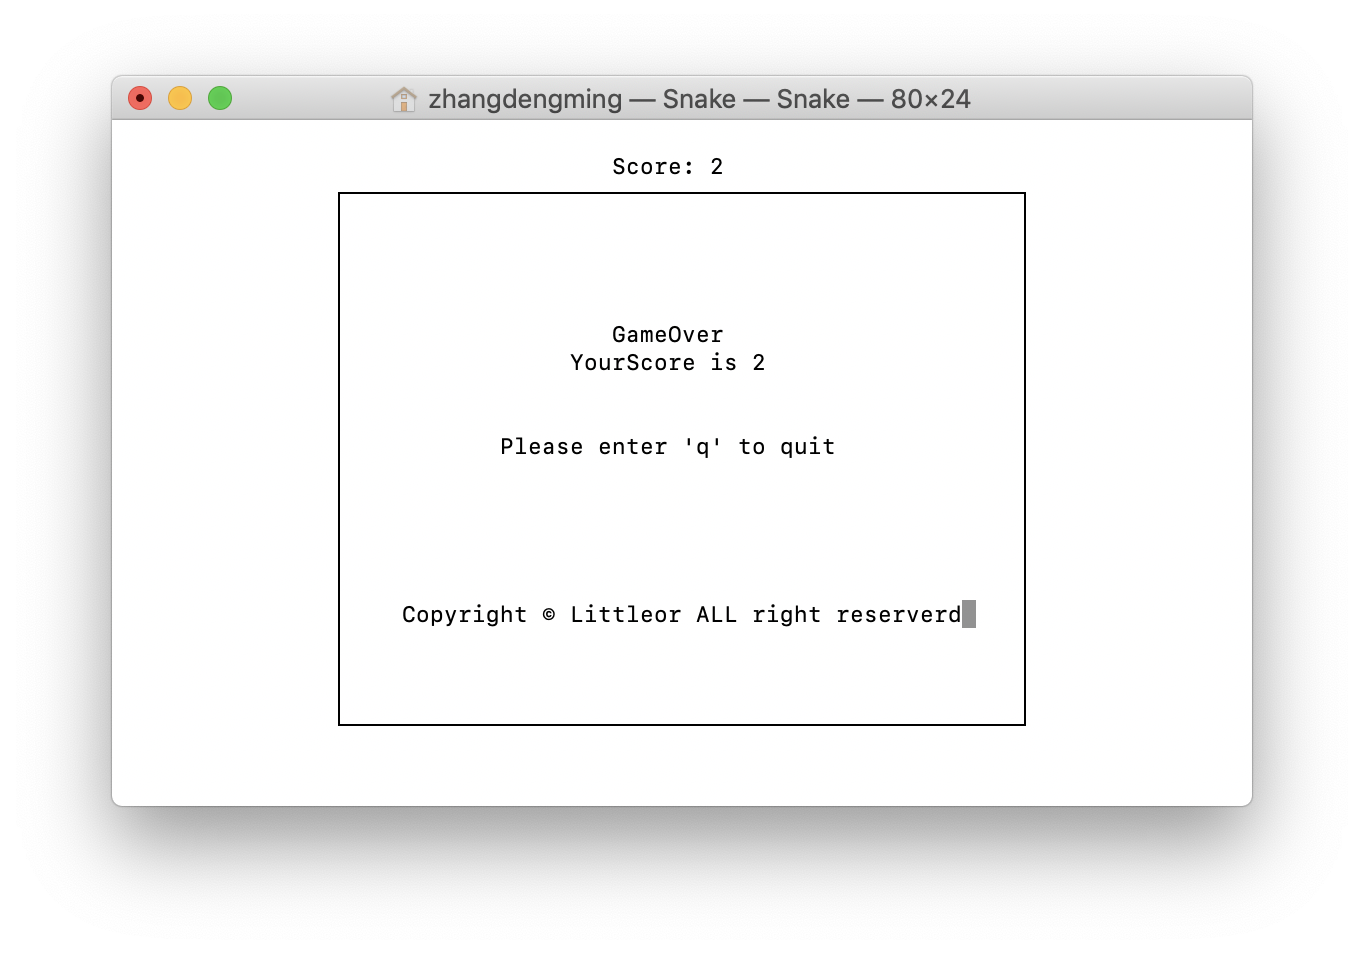 zhangdengming — Snake — Snake — 80×24
Score: 2
GameOver
YourScore is 2
Please enter 'q' to quit
Copyright © Littleor ALL right reserverd